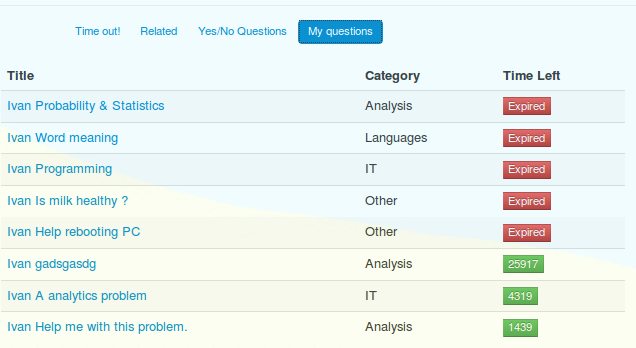 Time out! Related Yes/No Questions My questions
Title Category Time Left
Ivan Probability & Statistics Analysis Expired
Ivan Word meaning Languages Expired
Ivan Programming IT Expired
Ivan Is milk healthy ? Other Expired
Ivan Help rebooting PC Other Expired
Ivan gadsgasdg Analysis 25917
Ivan A analytics problem IT 4319
Ivan Help me with this problem. Analysis 1439